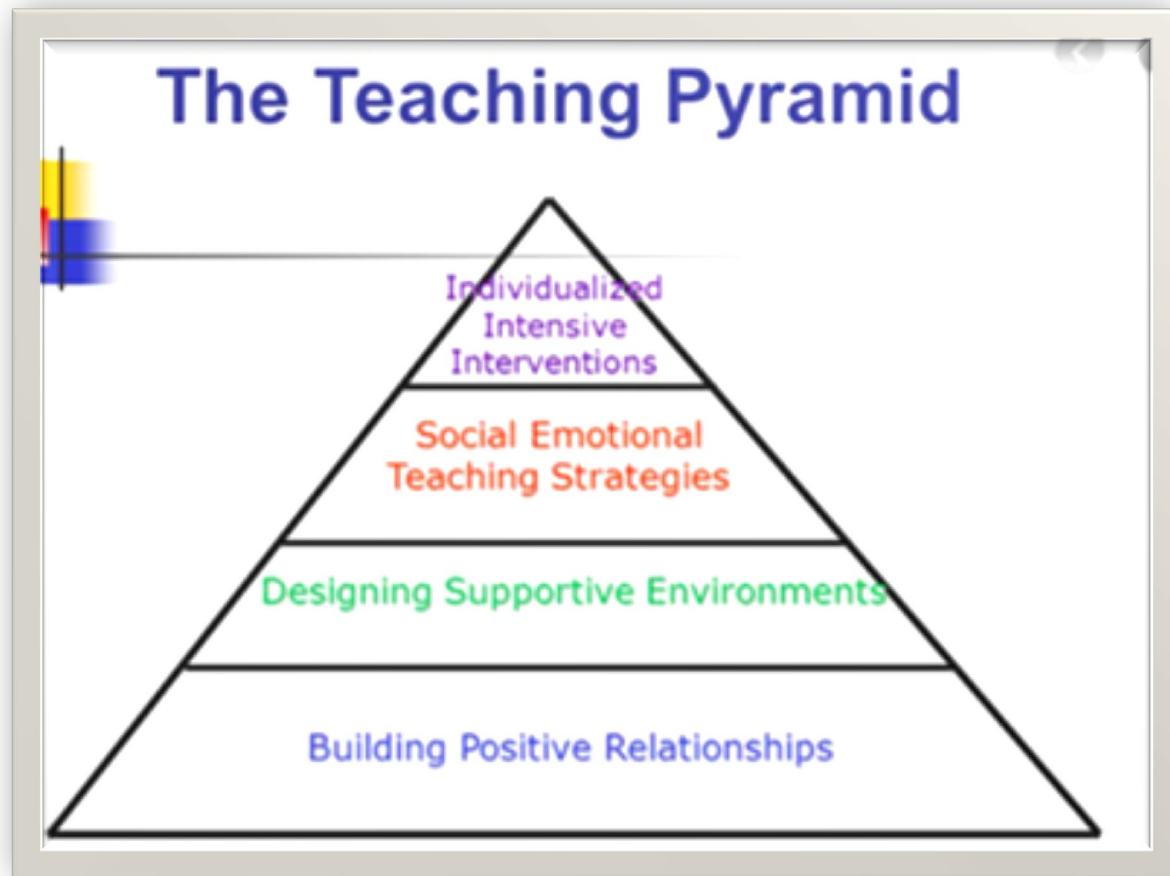 The Teaching Pyramid
Individualized
Intensive
Interventions
Social Emotional
Teaching Strategies
Designing Supportive Environments
Building Positive Relationships